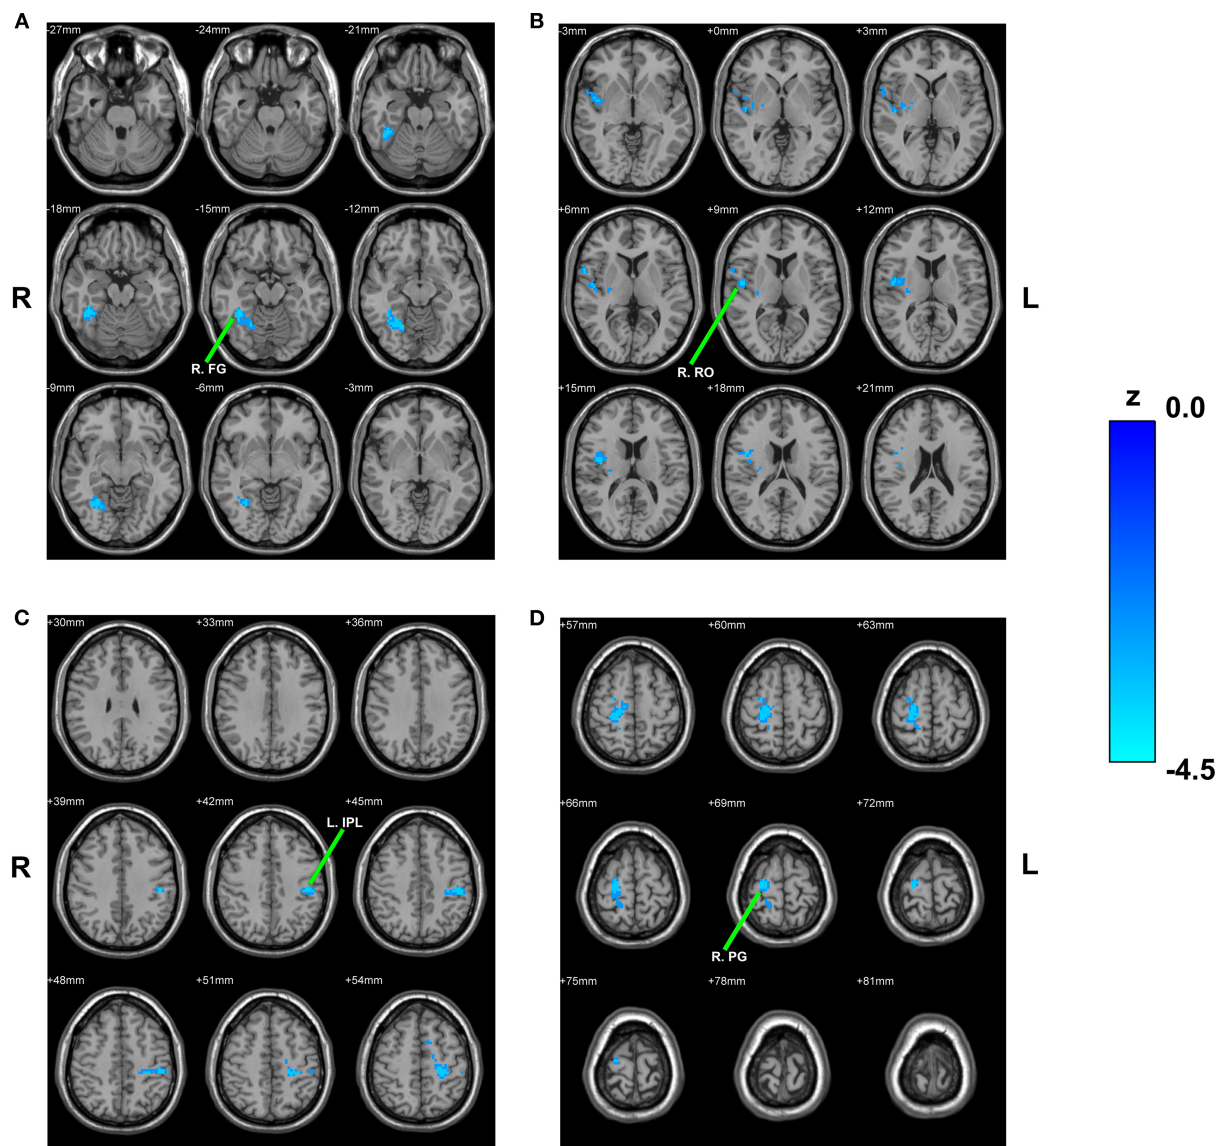 A
-27mm -24mm -21mm
-18mm -15mm -12mm
R. FG
-9mm -6mm -3mm
R
B
-3mm +0mm +3mm
+6mm +9mm +12mm
R. RO
+15mm +18mm +21mm
L
z
0.0
-4.5
C
+30mm +33mm +36mm
+39mm +42mm +45mm
L. IPL
+48mm +51mm +54mm
R
D
+57mm +60mm +63mm
+66mm +69mm +72mm
R. PG
+75mm +78mm +81mm
L